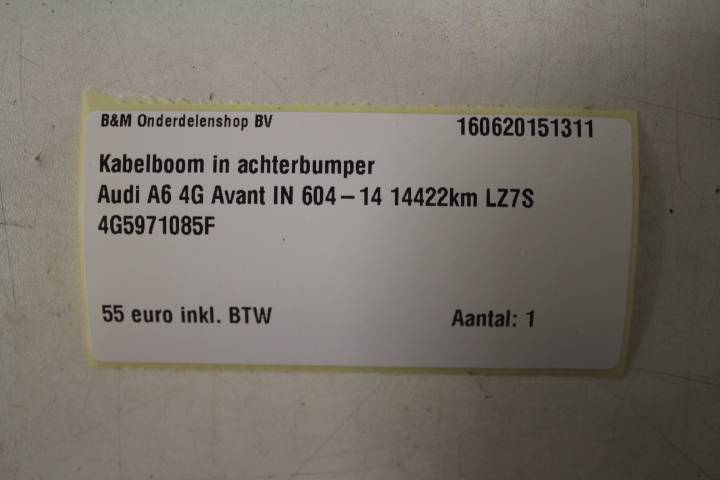 B&M Onderdelenshop BV
160620151311
Kabelboom in achterbumper
Audi A6 4G Avant IN 604-14 14422km LZ7S
4G5971085F
55 euro inkl. BTW
Aantal: 1